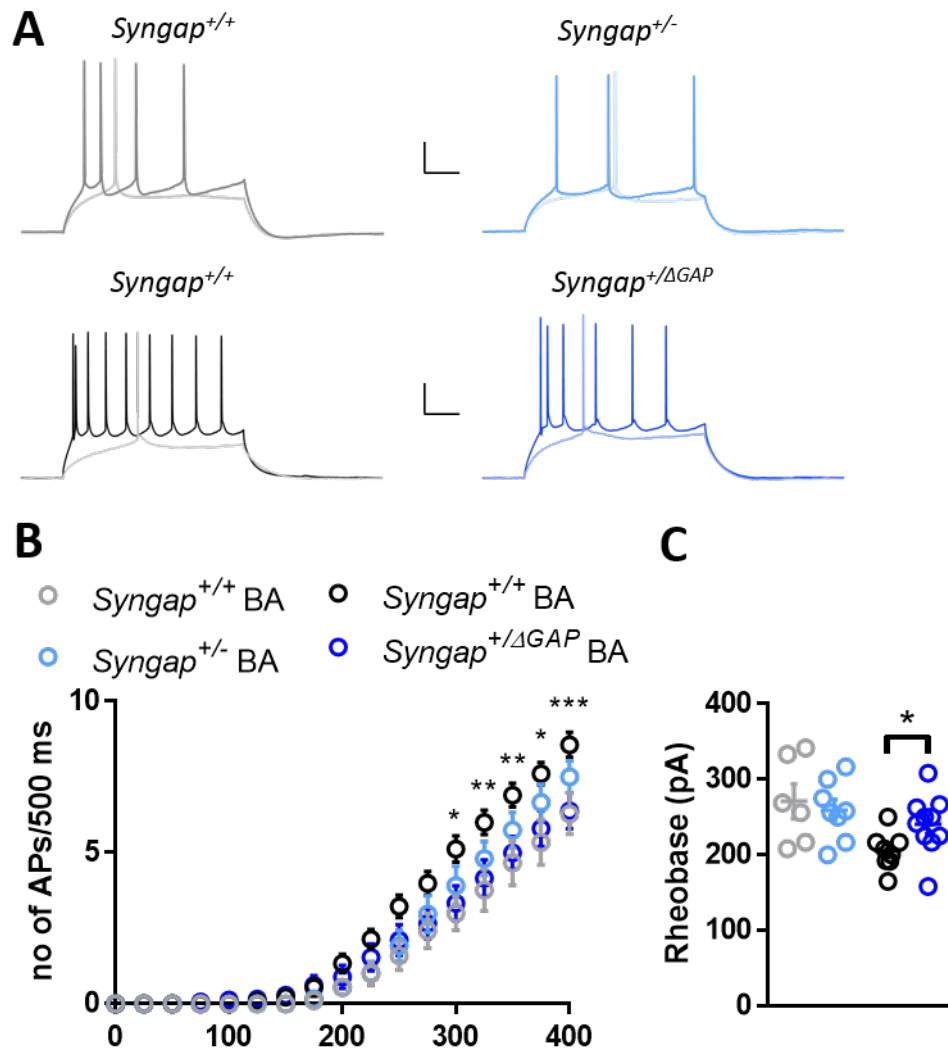 A
Syngap+/+
Syngap+/-
Syngap+/+
Syngap+/ΔGAP
B
C
Syngap+/+ BA
Syngap+/+ BA
Syngap+/- BA
Syngap+/ΔGAP BA
no of APs/500 ms
10
5
0
0
100
200
300
400
*
**
**
*
***
Rheobase (pA)
400
300
200
100
0
*